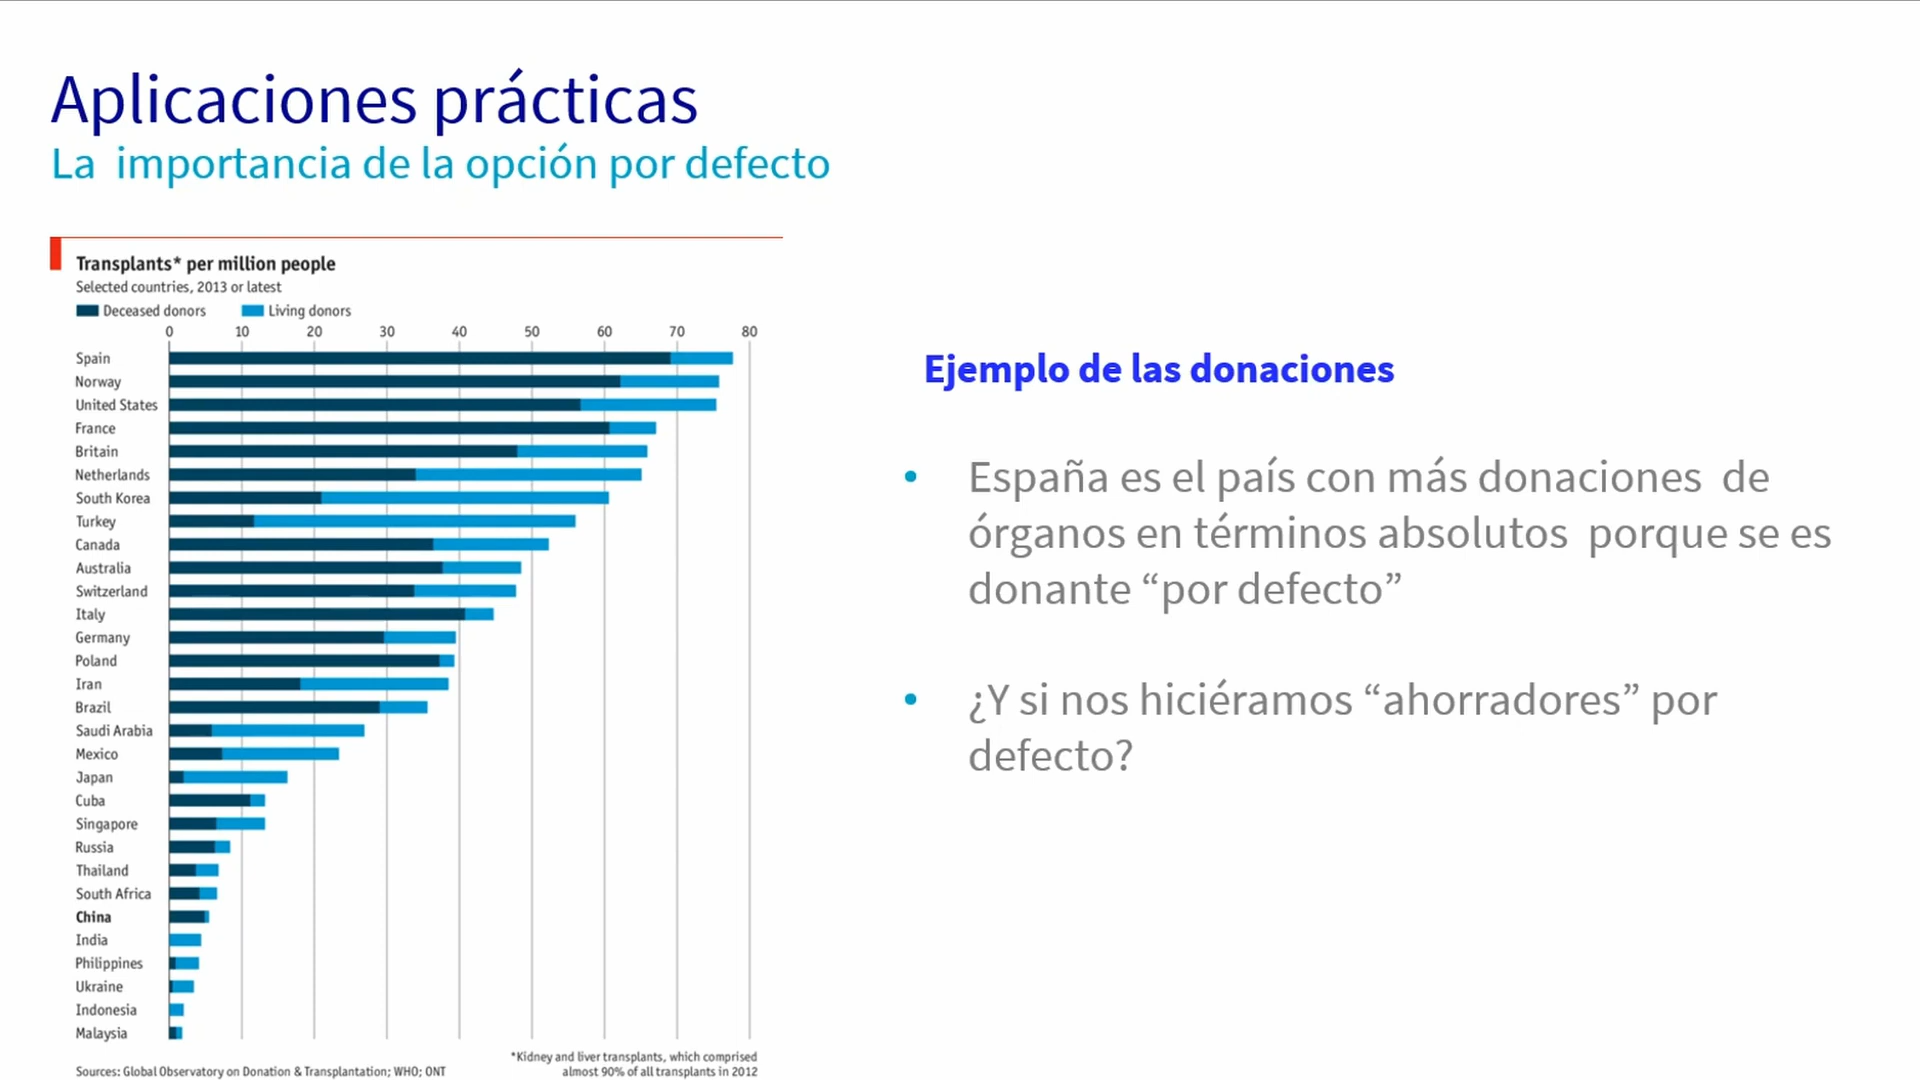 Aplicaciones prácticas
La importancia de la opción por defecto
Transplants* per million people
Selected countries, 2013 or latest
Deceased donors Living donors
0 10 20 30 40 50 60 70 80
Spain
Norway
United States
France
Britain
Netherlands
South Korea
Turkey
Canada
Australia
Switzerland
Italy
Germany
Poland
Iran
Brazil
Saudi Arabia
Mexico
Japan
Cuba
Singapore
Russia
Thailand
South Africa
China
India
Philippines
Ukraine
Indonesia
Malaysia
*Kidney and liver transplants, which comprised
almost 90% of all transplants in 2012
Sources: Global Observatory on Donation & Transplantation; WHO; ONT
Ejemplo de las donaciones
• España es el país con más donaciones de
órganos en términos absolutos porque se es
donante “por defecto”
• ¿Y si nos hiciéramos “ahorradores” por
defecto?